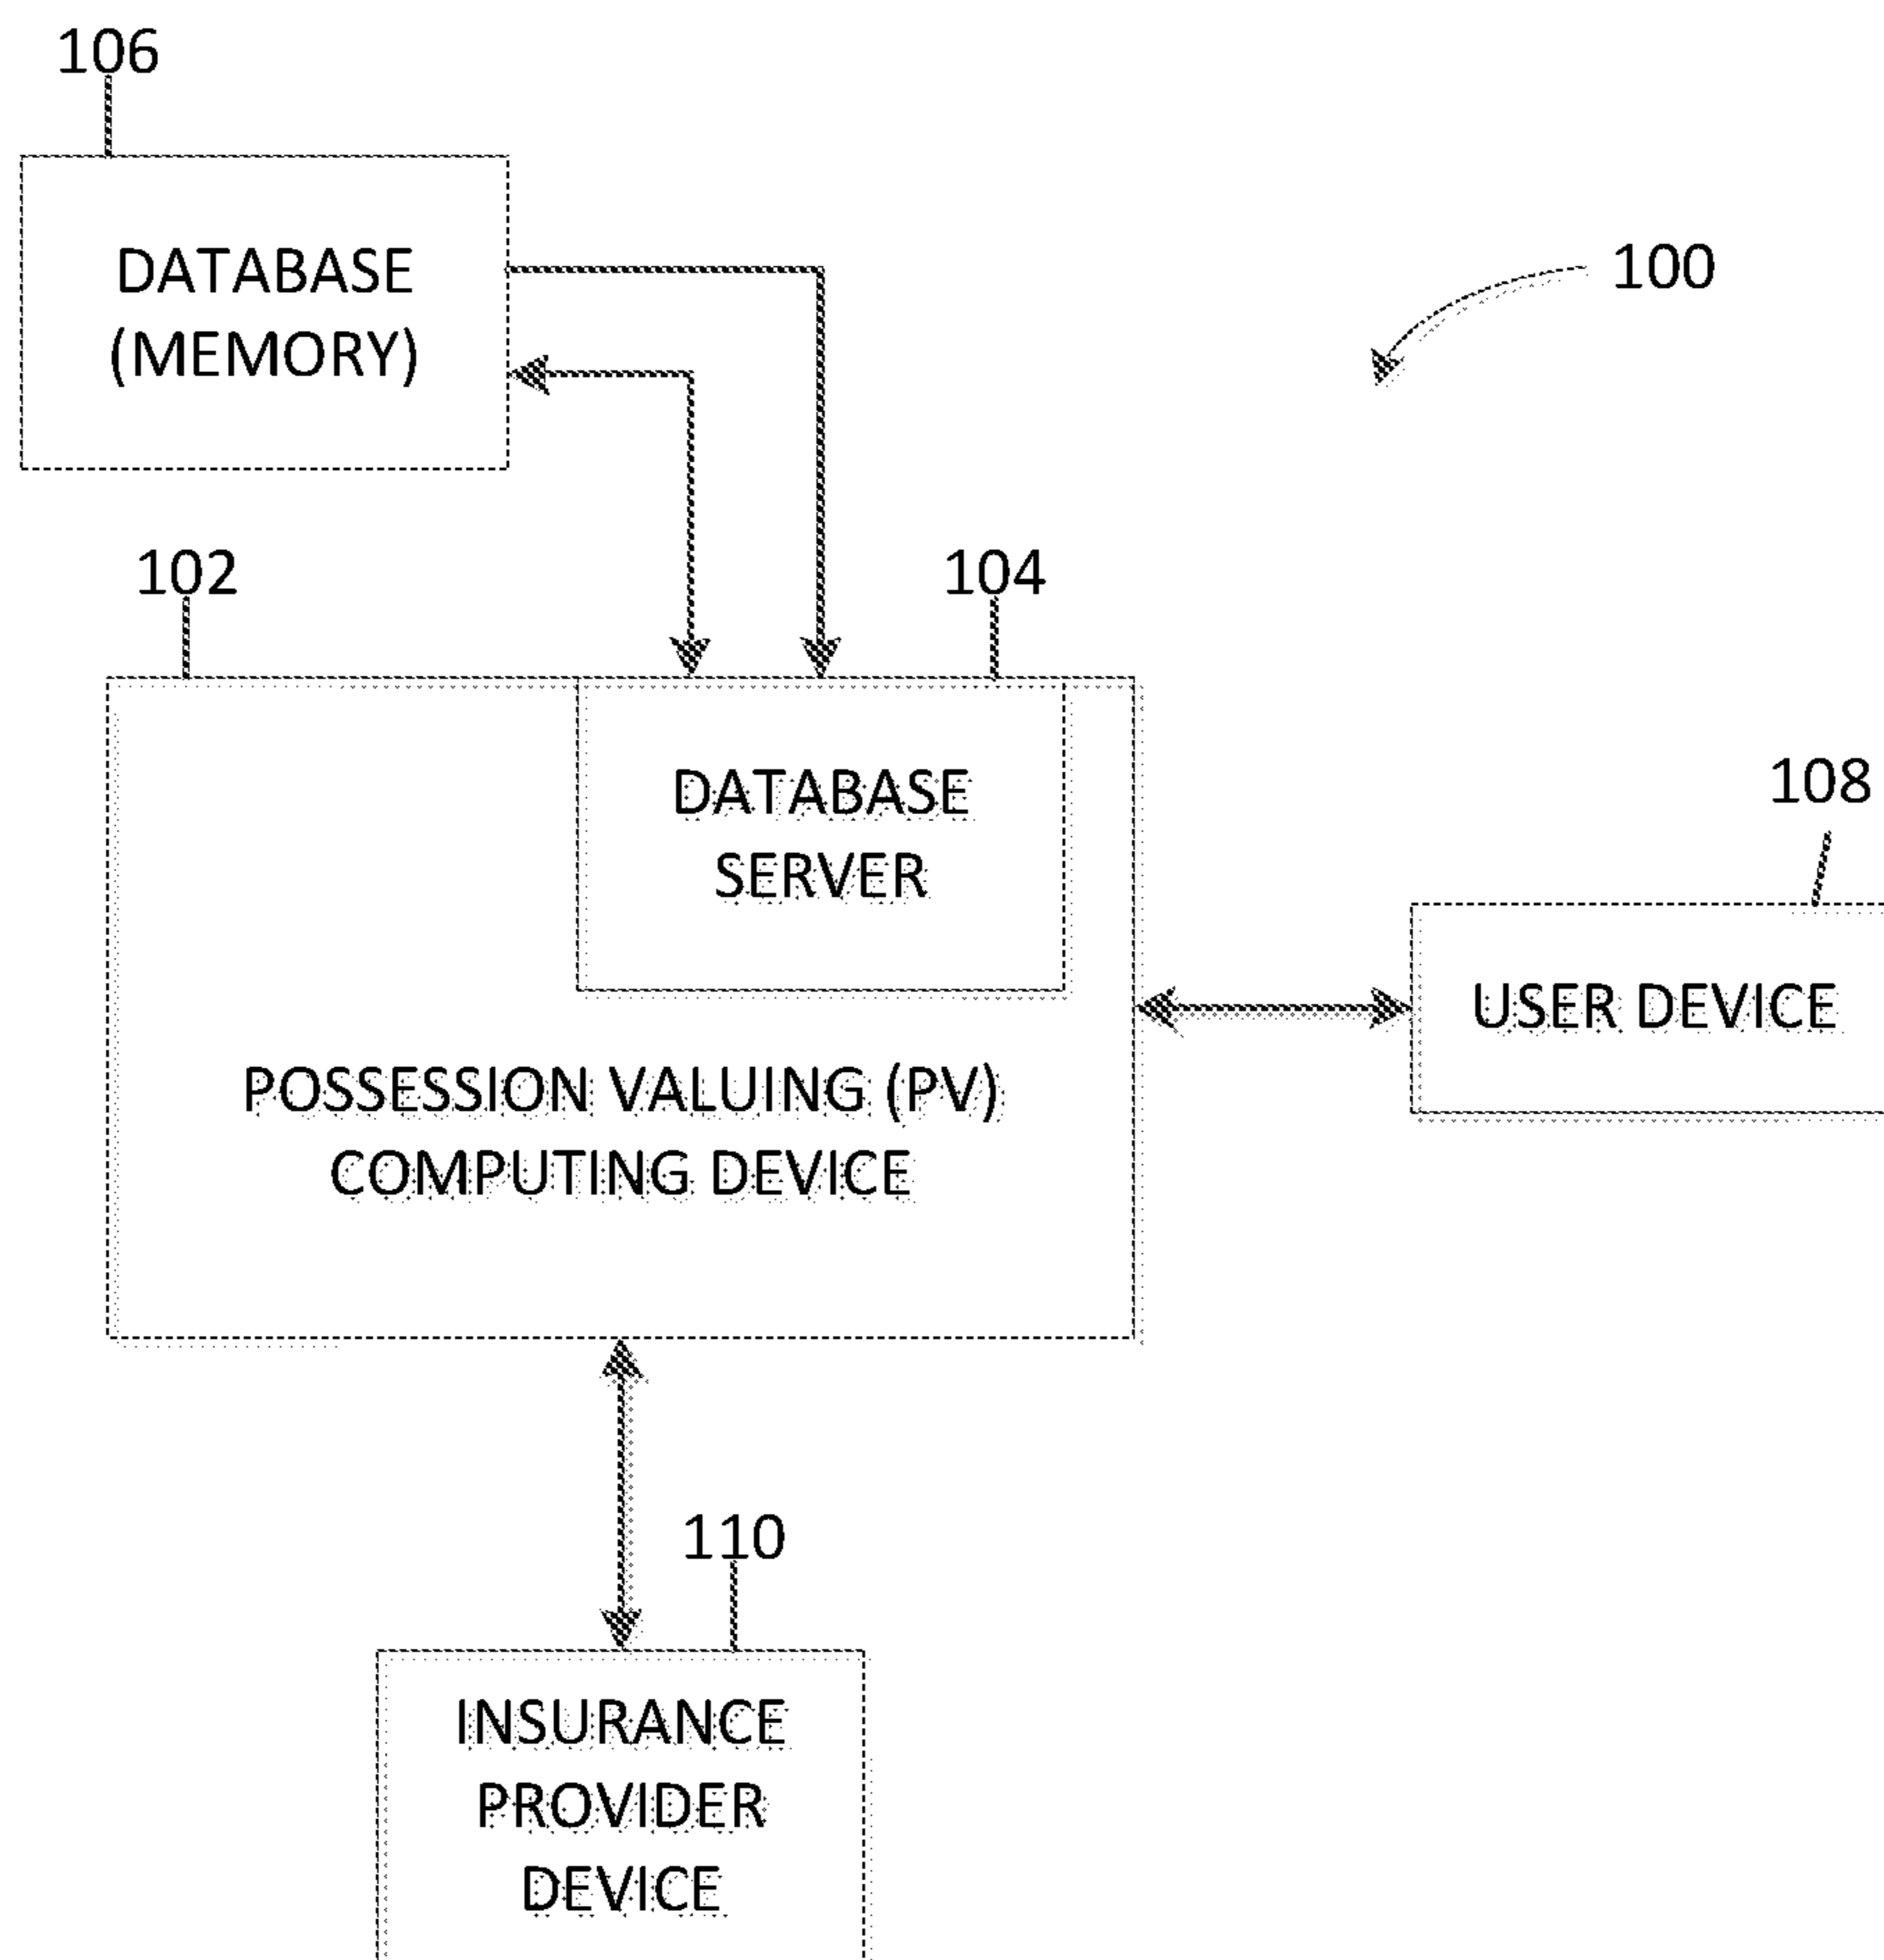 106
DATABASE
(MEMORY)
100
102
104
DATABASE
SERVER
108
USER DEVICE
POSSESSION VALUING (PV)
COMPUTING DEVICE
110
INSURANCE
PROVIDER
DEVICE